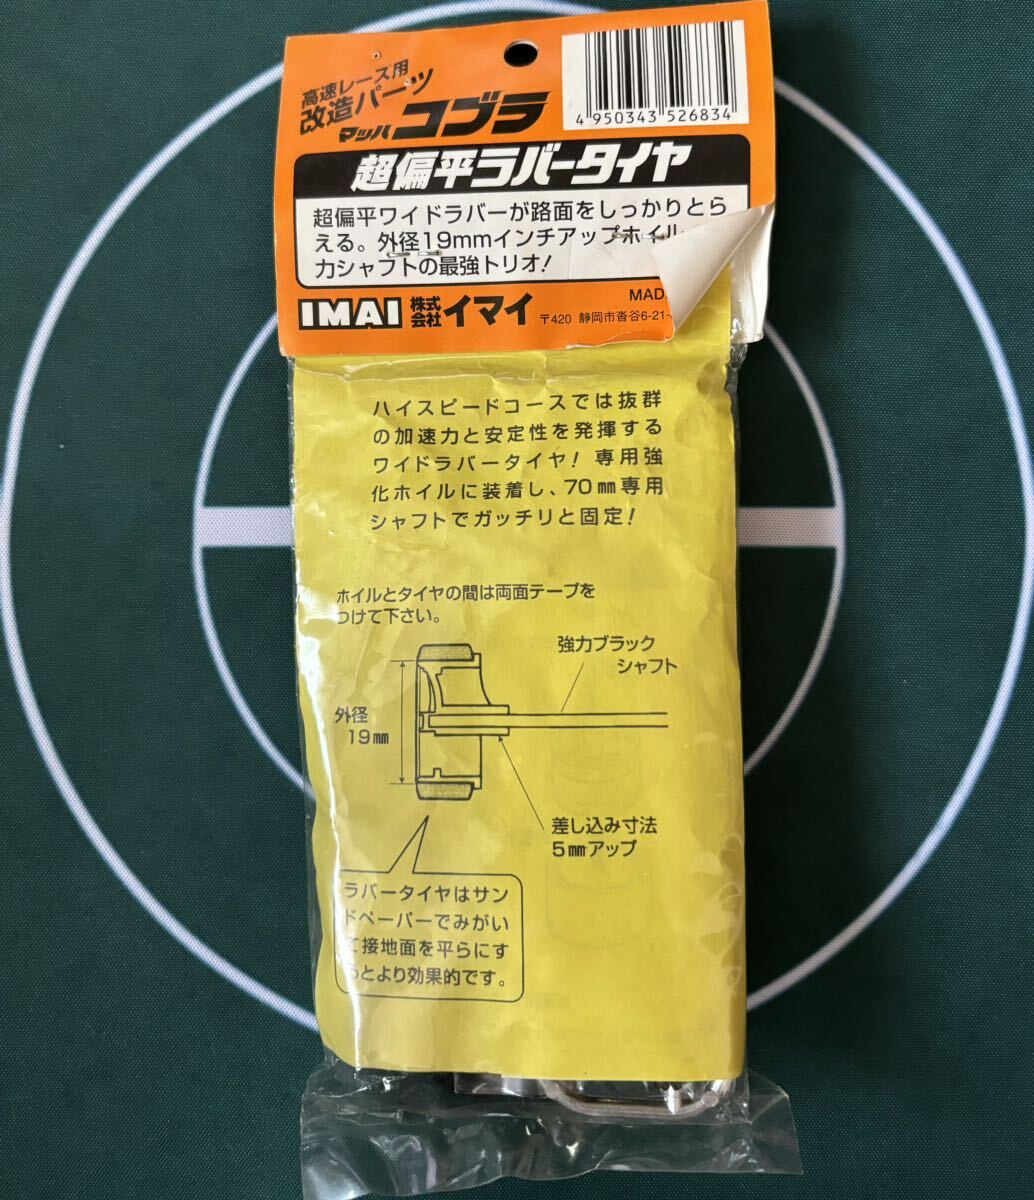 高速レース用
改造パーツ
マッハコブラ
4 950343 526834
超偏平ラバータイヤ
超偏平ワイドラバーが路面をしっかりとら
える。外径19mmインチアップホイル
力シャフトの最強トリオ!
IMAI 株式会社イマイ
MAD
〒420 静岡市沓谷6-21-
ハイスピードコースでは抜群
の加速力と安定性を発揮する
ワイドラバータイヤ! 専用強
化ホイルに装着し、70mm専用
シャフトでガッチリと固定!
ホイルとタイヤの間は両面テープを
つけて下さい。
強力ブラック
シャフト
外径
19mm
差し込み寸法
5mmアップ
ラバータイヤはサン
ドペーパーでみがい
て接地面を平らにす
るとより効果的です。